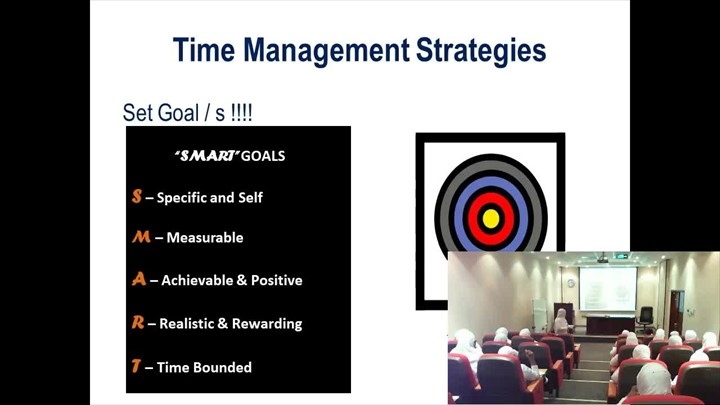 Time Management Strategies
Set Goal / s !!!!
“SMART” GOALS
S – Specific and Self
M – Measurable
A – Achievable & Positive
R – Realistic & Rewarding
T – Time Bounded